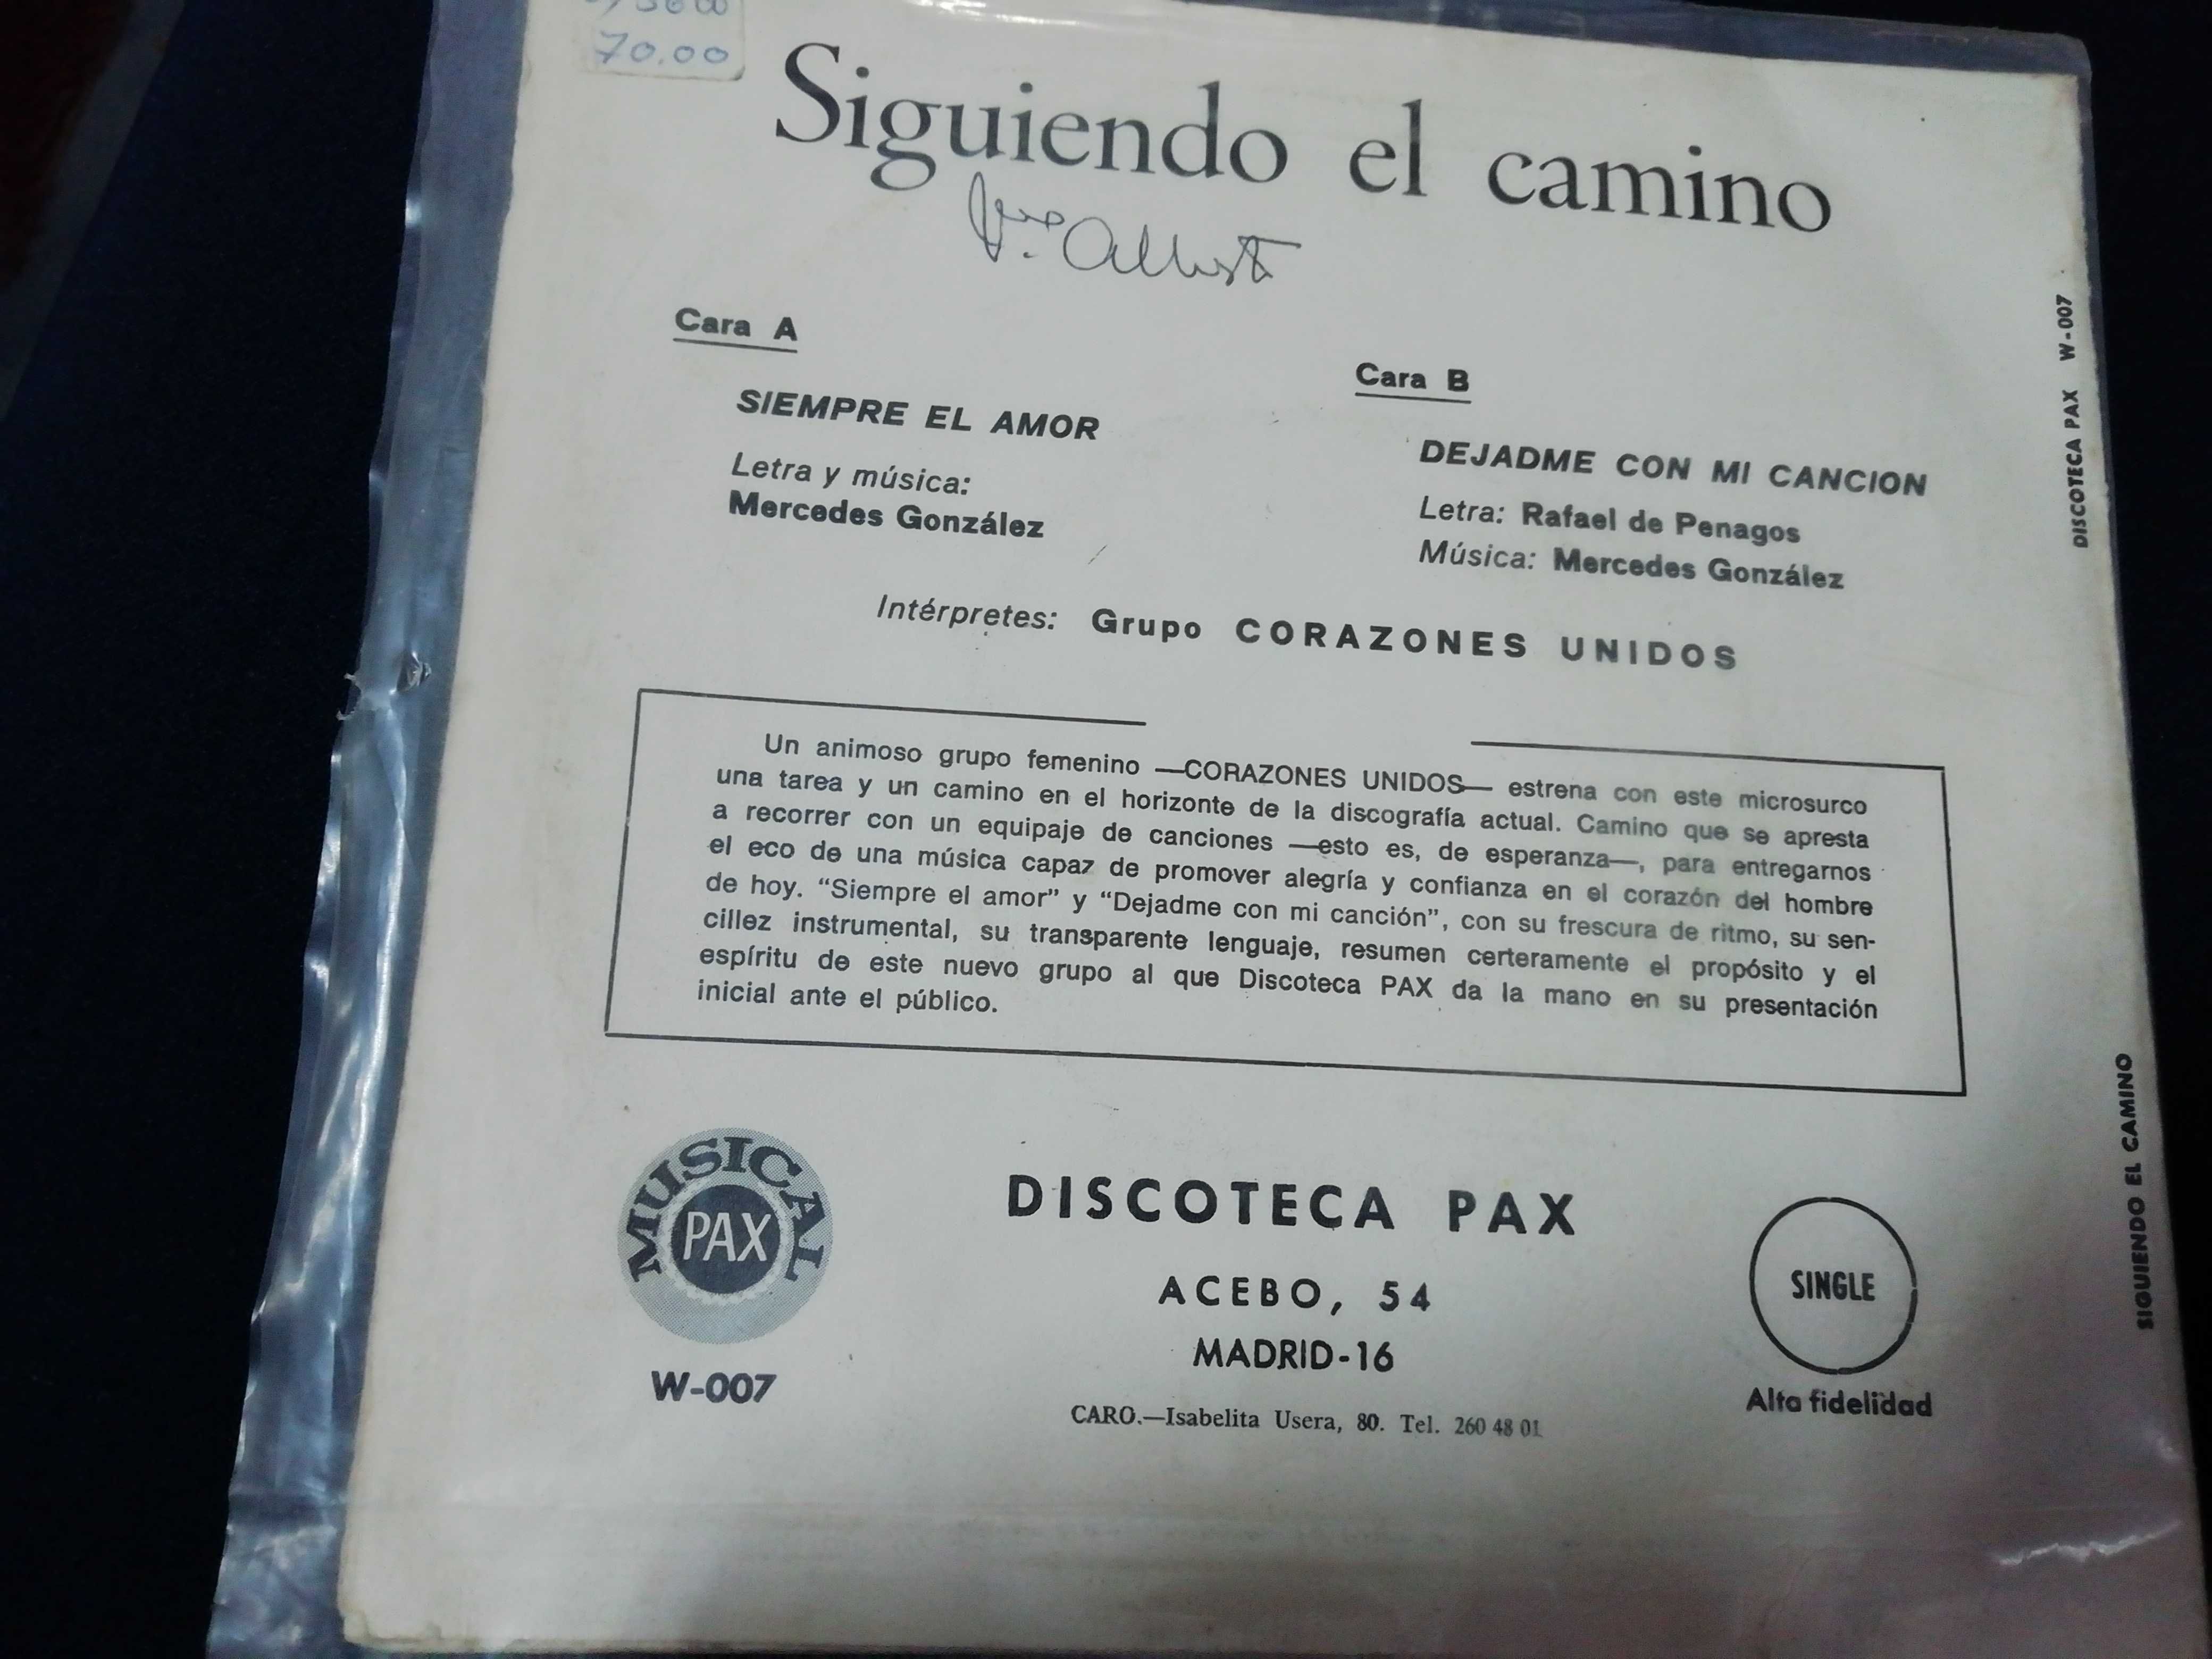 70.00
Siguiendo el camino
Cara A
SIEMPRE EL AMOR
Letra y música:
Mercedes González
Cara B
DEJADME CON MI CANCION
Letra: Rafael de Penagos
Música: Mercedes González
Intérpretes: Grupo CORAZONES UNIDOS
Un animoso grupo femenino —CORAZONES UNIDOS— estrena con este microsurco
una tarea y un camino en el horizonte de la discografía actual. Camino que se apresta
a recorrer con un equipaje de canciones —esto es, de esperanza—, para entregarnos
el eco de una música capaz de promover alegría y confianza en el corazón del hombre
de hoy. “Siempre el amor” y “Dejadme con mi canción”, con su frescura de ritmo, su sen-
cillez instrumental, su transparente lenguaje, resumen certeramente el propósito y el
espíritu de este nuevo grupo al que Discoteca PAX da la mano en su presentación
inicial ante el público.
MUSICAL
PAX
W-007
DISCOTECA PAX
ACEBO, 54
MADRID-16
CARO.—Isabelita Usera, 80. Tel. 260 48 01
SINGLE
Alta fidelidad
DISCOTECA PAX W-007
SIGUIENDO EL CAMINO